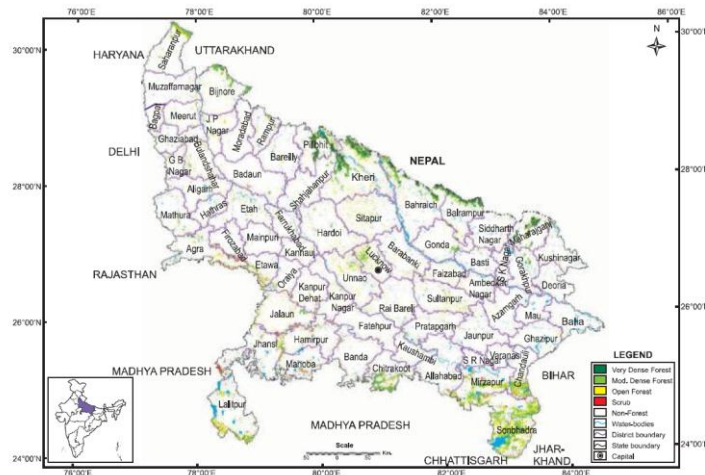 76°00'E 78°00'E 80°00'E 82°00'E 84°00'E
30°00'N
30°00'N
N
HARYANA
UTTARAKHAND
Saharanpur
Muzaffarnagar
Bijnore
Bagpat
Meerut
J P
Nagar
Moradabad
Rampur
DELHI
Ghaziabad
Bulandshahar
G B
Nagar
Bareilly
Pilibhit
NEPAL
28°00'N
28°00'N
Aligarh
Badaun
Shahjahanpur
Kheri
Bahraich
Balrampur
Mathura
Hathras
Etah
Farrukhabad
Hardoi
Sitapur
Siddharth
Nagar
Maharajganj
Agra
Firozabad
Mainpuri
Kannauj
Gonda
Basti
S K Nagar
Gorakhpur
Kushinagar
RAJASTHAN
Etawa
Oraiya
Unnao
Lucknow
Barabanki
Faizabad
Ambedkar
Nagar
Deoria
Kanpur
Dehat
Kanpur
Nagar
Rai Bareli
Sultanpur
Azamgarh
Mau
Ballia
26°00'N
26°00'N
Jalaun
Fatehpur
Pratapgarh
Jaunpur
Ghazipur
Jhansi
Hamirpur
Mahoba
Banda
Kaushambi
Chitrakoot
Allahabad
S R Nagar
Varanasi
Mirzapur
Chandauli
BIHAR
MADHYA PRADESH
Lalitpur
Sonbhadra
MADHYA PRADESH
JHAR-
KHAND
CHHATTISGARH
24°00'N
24°00'N
Scale
LEGEND
Very Dense Forest
Mod. Dense Forest
Open Forest
Scrub
Non-Forest
Water-bodies
District boundary
State boundary
Capital
76°00'E 78°00'E 80°00'E 82°00'E 84°00'E